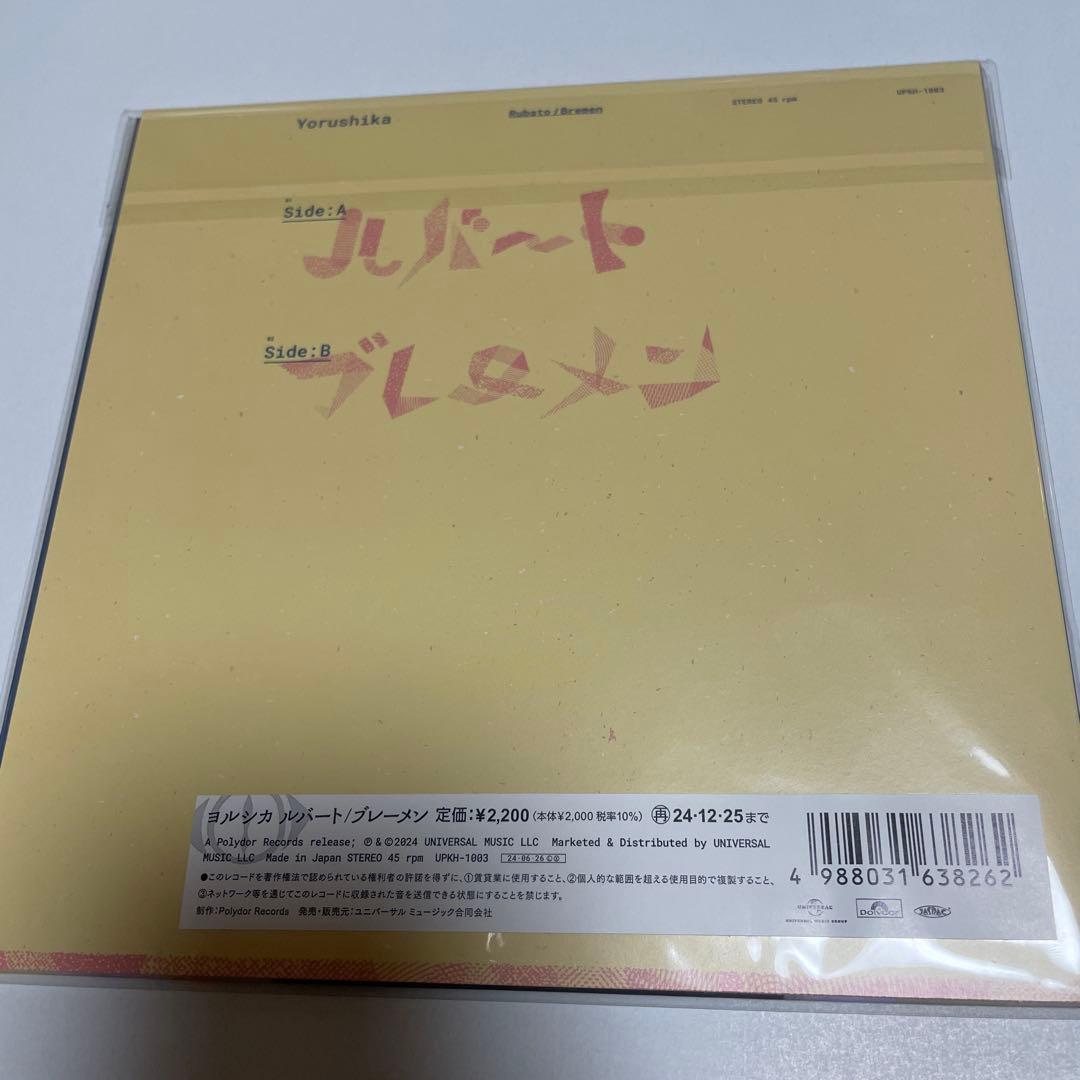 Yorushika
Rubato/Bremen
STEREO 45 rpm
UPKH-1003
Side:A
ルバート
Side:B
ブレーメン
ヨルシカ ルバート/ブレーメン 定価:¥2,200(本体¥2,000 税率10%) 再24・12・25まで
A Polydor Records release; ℗&©2024 UNIVERSAL MUSIC LLC Marketed & Distributed by UNIVERSAL
MUSIC LLC Made in Japan STEREO 45 rpm UPKH-1003 24・06・26
●このレコードを著作権法で認められている権利者の許諾を得ずに、①賃貸業に使用すること、②個人的な範囲を超える使用目的で複製すること、
③ネットワーク等を通じてこのレコードに収録された音を送信できる状態にすることを禁じます。
制作:Polydor Records 発売・販売元:ユニバーサル ミュージック合同会社
4 988031 638262
UNIVERSAL
UNIVERSAL MUSIC GROUP
Polydor
JASRAC